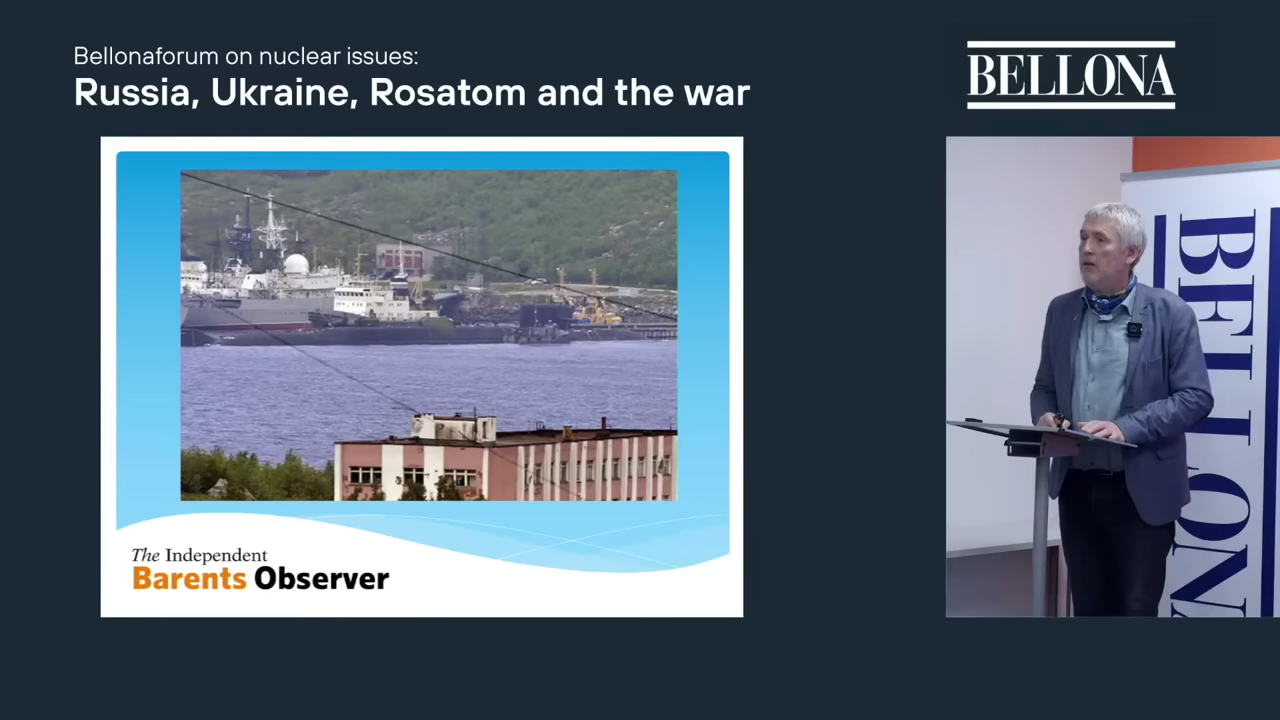 Bellonaforum on nuclear issues:
Russia, Ukraine, Rosatom and the war
BELLONA
The Independent
Barents Observer
BELLONA